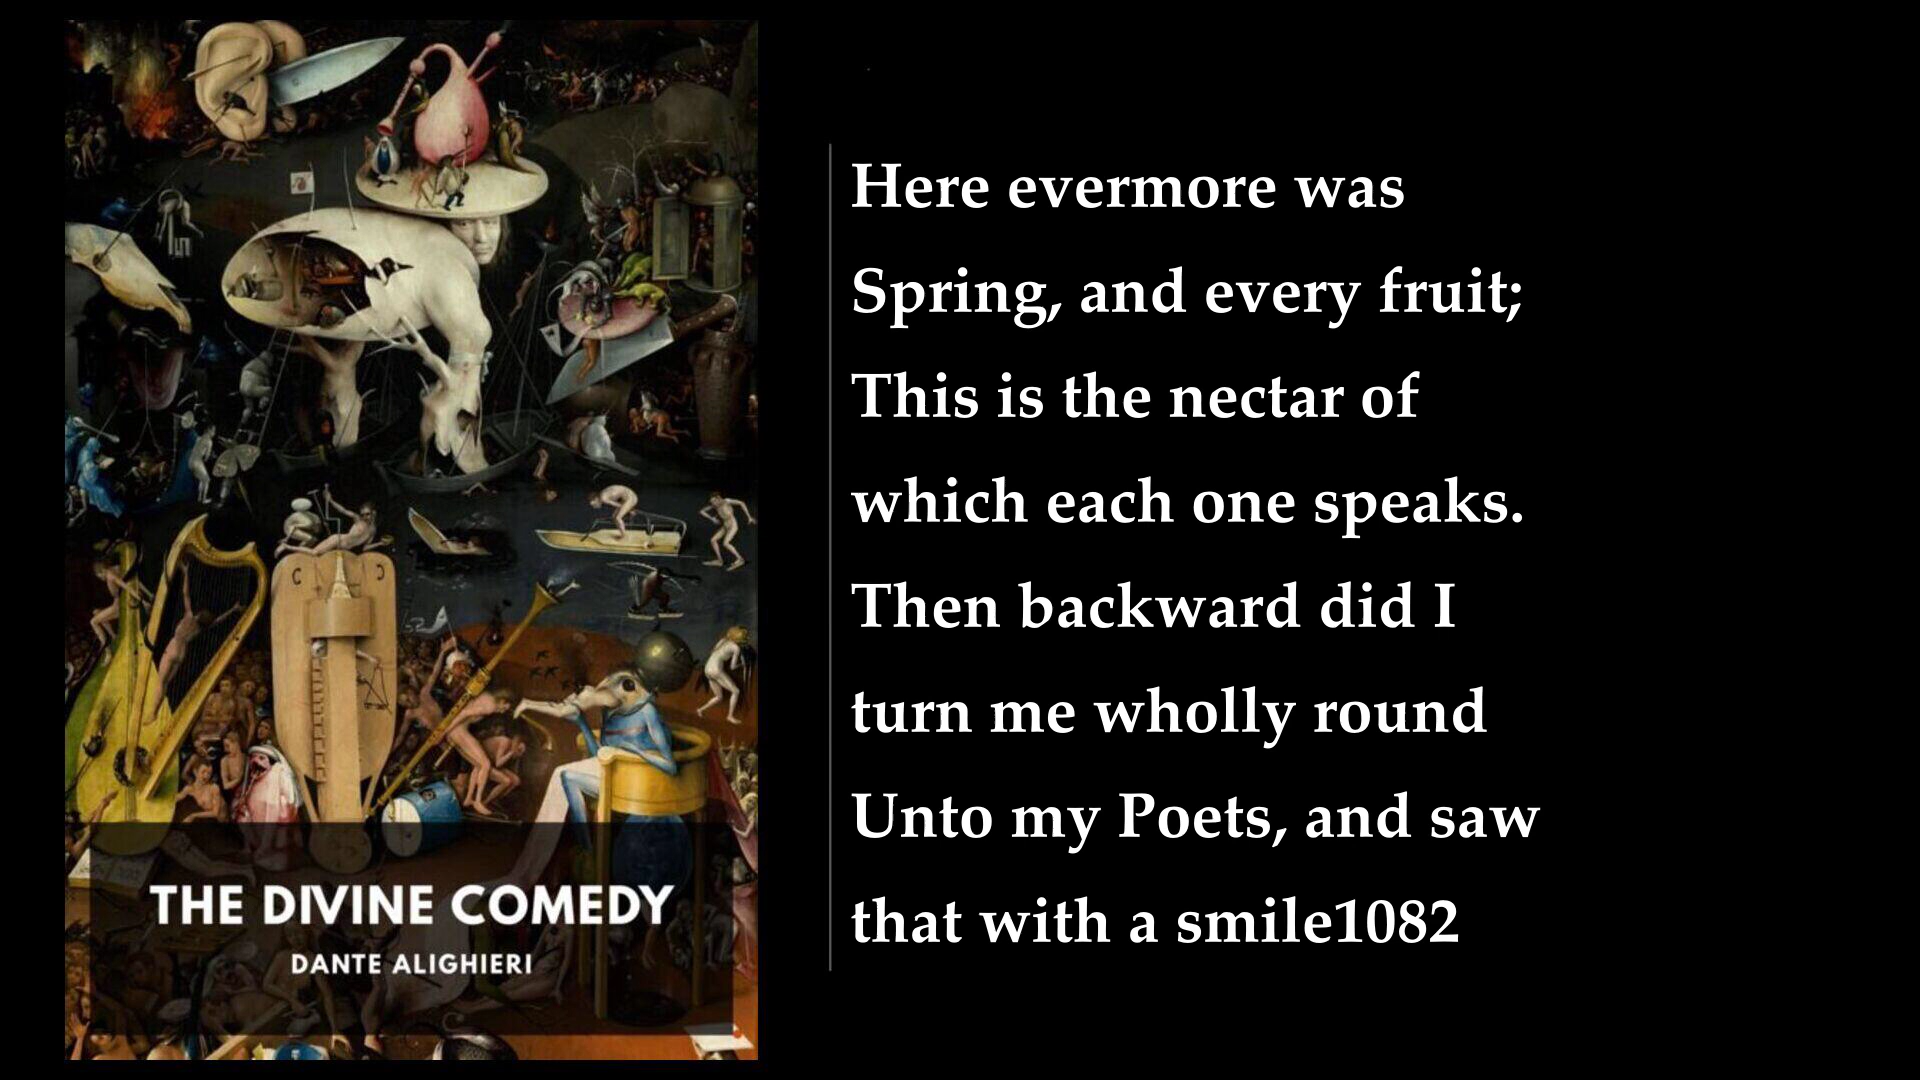 THE DIVINE COMEDY
DANTE ALIGHIERI
Here evermore was
Spring, and every fruit;
This is the nectar of
which each one speaks.
Then backward did I
turn me wholly round
Unto my Poets, and saw
that with a smile1082